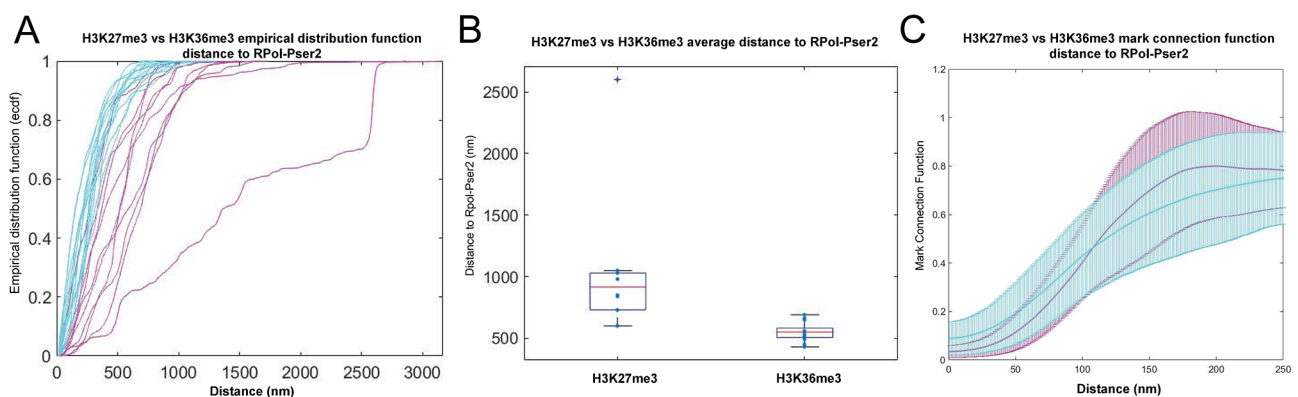 A
H3K27me3 vs H3K36me3 empirical distribution function
distance to RPol-Pser2
Empirical distribution function (ecdf)
1
0.8
0.6
0.4
0.2
0
0 500 1000 1500 2000 2500 3000
Distance (nm)
B
H3K27me3 vs H3K36me3 average distance to RPol-Pser2
Distance to RpoI-Pser2 (nm)
2500
2000
1500
1000
500
H3K27me3 H3K36me3
C
H3K27me3 vs H3K36me3 mark connection function
distance to RPol-Pser2
Mark Connection Function
1.2
1
0.8
0.6
0.4
0.2
0
0 50 100 150 200 250
Distance (nm)